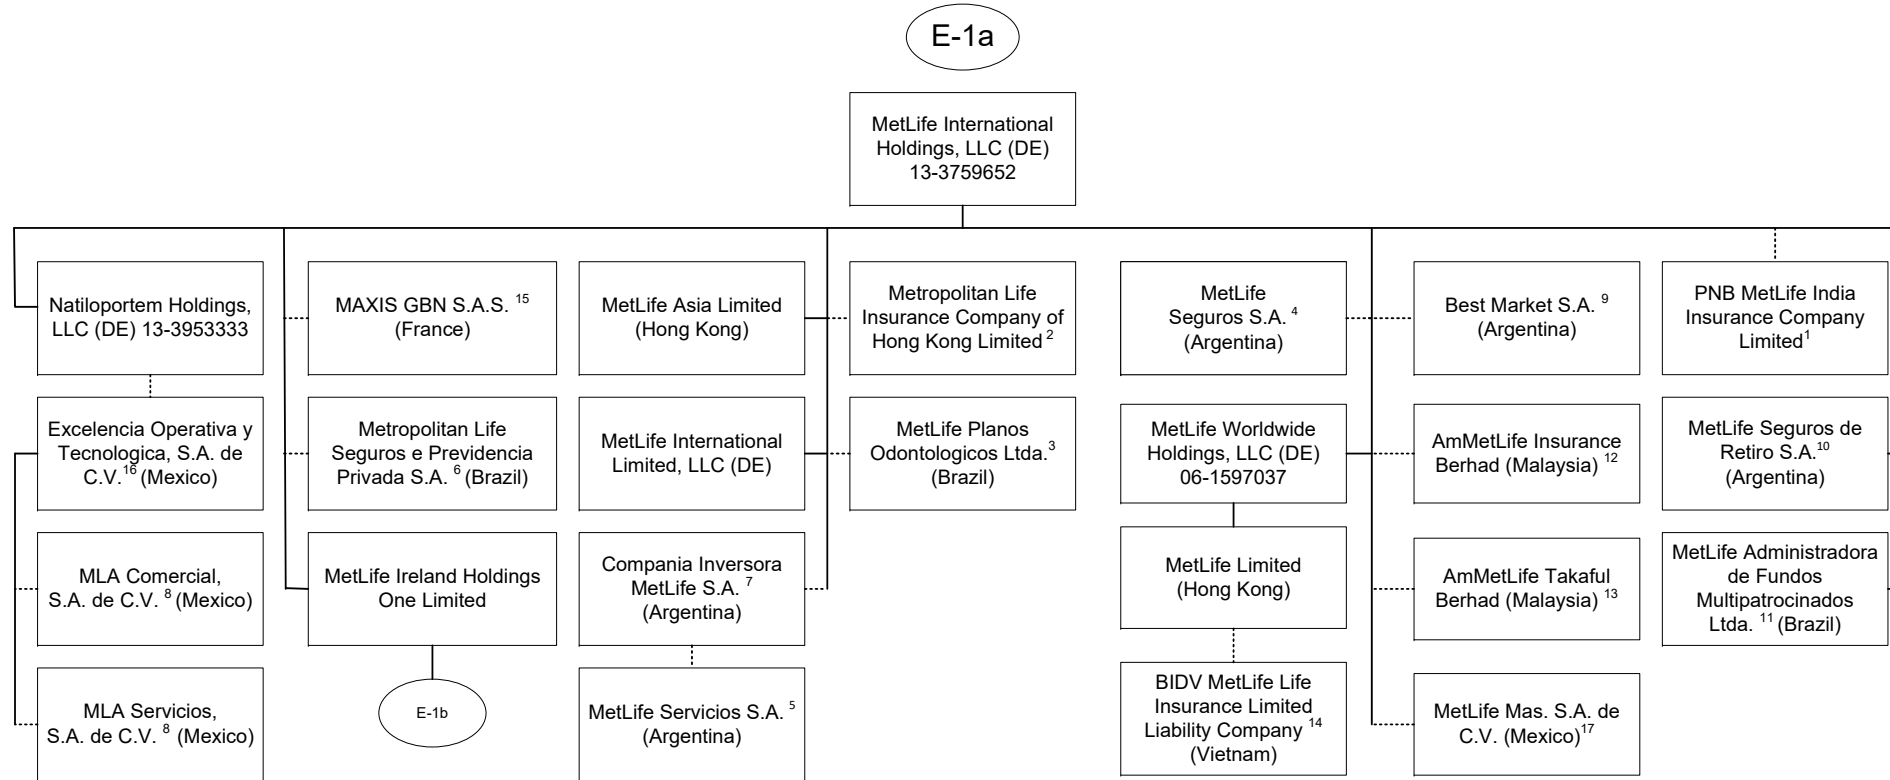 E-1a
MetLife International
Holdings, LLC (DE)
13-3759652
Natiloportem Holdings,
LLC (DE) 13-3953333
MAXIS GBN S.A.S. 15
(France)
MetLife Asia Limited
(Hong Kong)
Metropolitan Life
Insurance Company of
Hong Kong Limited 2
MetLife
Seguros S.A. 4
(Argentina)
Best Market S.A. 9
(Argentina)
PNB MetLife India
Insurance Company
Limited1
Excelencia Operativa y
Tecnologica, S.A. de
C.V.16 (Mexico)
Metropolitan Life
Seguros e Previdencia
Privada S.A. 6 (Brazil)
MetLife International
Limited, LLC (DE)
MetLife Planos
Odontologicos Ltda.3
(Brazil)
MetLife Worldwide
Holdings, LLC (DE)
06-1597037
AmMetLife Insurance
Berhad (Malaysia) 12
MetLife Seguros de
Retiro S.A.10
(Argentina)
MLA Comercial,
S.A. de C.V. 8 (Mexico)
MetLife Ireland Holdings
One Limited
Compania Inversora
MetLife S.A. 7
(Argentina)
MetLife Limited
(Hong Kong)
AmMetLife Takaful
Berhad (Malaysia) 13
MetLife Administradora
de Fundos
Multipatrocinados
Ltda. 11 (Brazil)
MLA Servicios,
S.A. de C.V. 8 (Mexico)
E-1b
MetLife Servicios S.A. 5
(Argentina)
BIDV MetLife Life
Insurance Limited
Liability Company 14
(Vietnam)
MetLife Mas. S.A. de
C.V. (Mexico)17